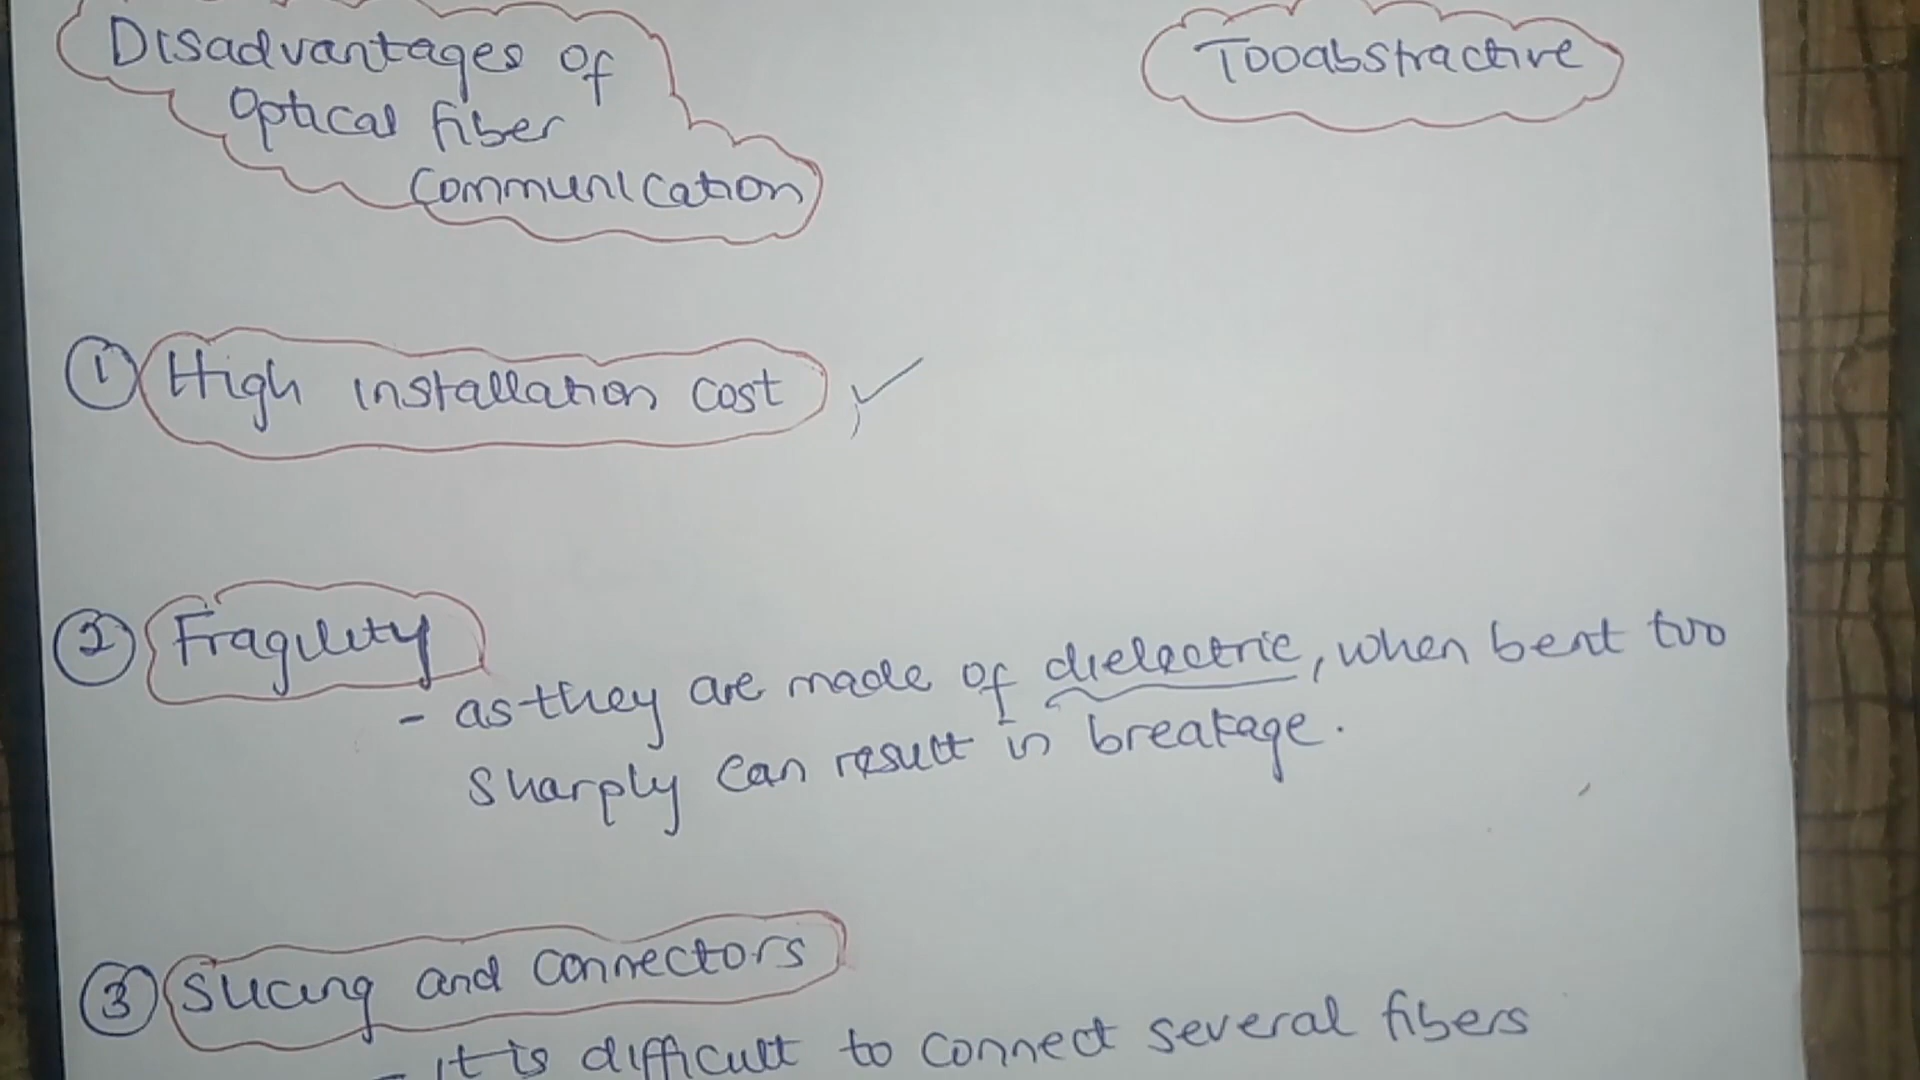 Disadvantages of
Optical fiber
Communication
Tooabstractive
1 High installation cost
2 Fragility
- as they are made of dielectric, when bent too
sharply can result in breakage.
3 Slicing and connectors
- it is difficult to connect several fibers